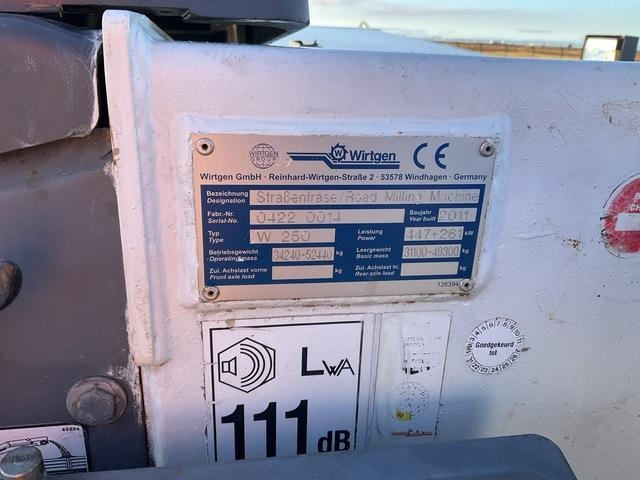 WIRTGEN GROUP
W Wirtgen
CE
Wirtgen GmbH · Reinhard-Wirtgen-Straße 2 · 53578 Windhagen · Germany
Bezeichnung Designation Straßenfräse/Road Milling Machine
Fabr.-Nr. Serial-No. 0422 0014 Baujahr Year built 2011
Typ Type W 250 Leistung Power 447+261 kW
Betriebsgewicht Operating mass 34240-52440 kg Leergewicht Basic mass 31100-49300 kg
Zul. Achslast vorne Front axle load kg Zul. Achslast hi. Rear axle load kg
126394
LWA
111 dB
Goedgekeurd tot
45604